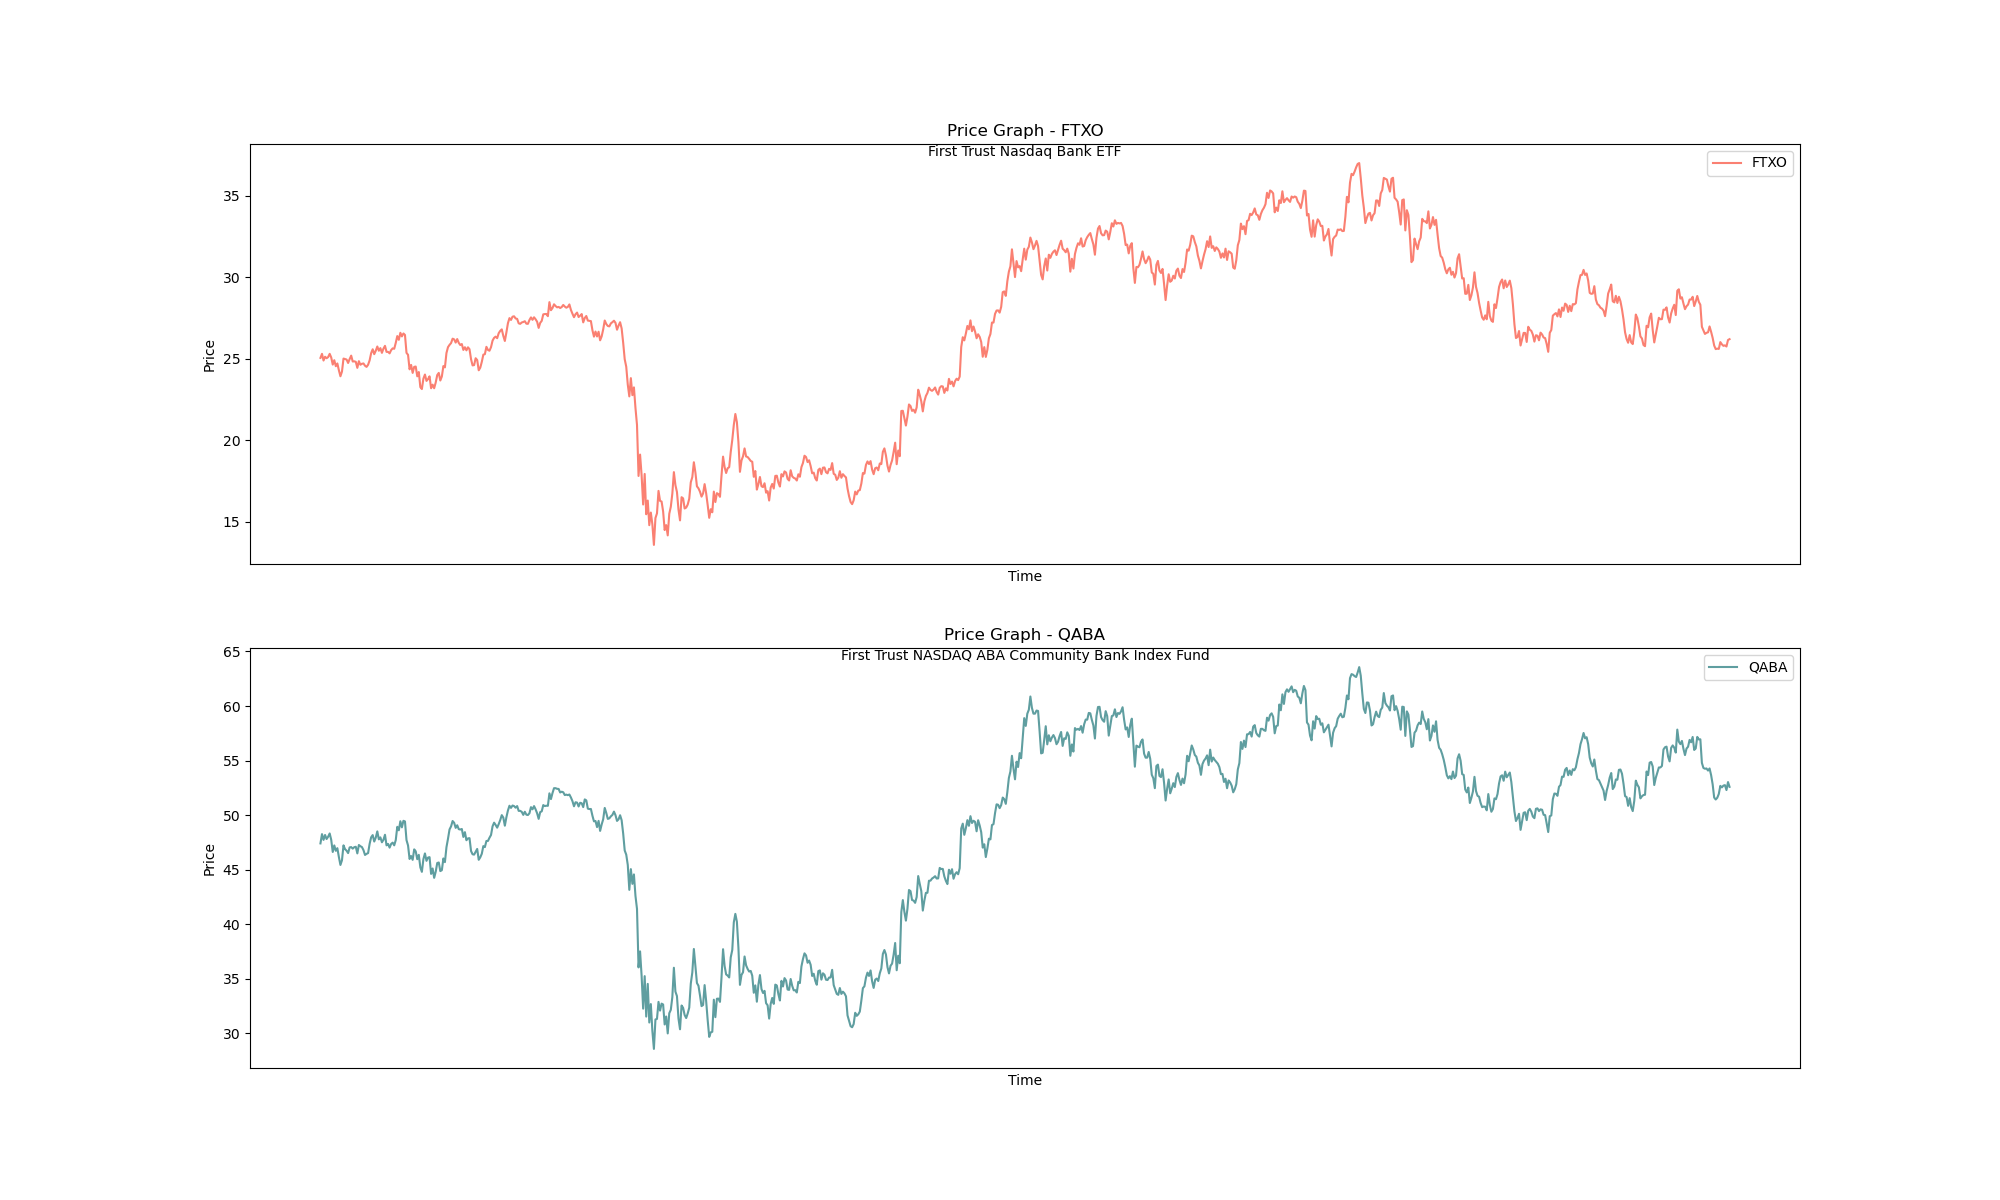 Price Graph - FTXO
First Trust Nasdaq Bank ETF
FTXO
35
30
25
20
15
Price
Time
Price Graph - QABA
First Trust NASDAQ ABA Community Bank Index Fund
QABA
65
60
55
50
45
40
35
30
Price
Time